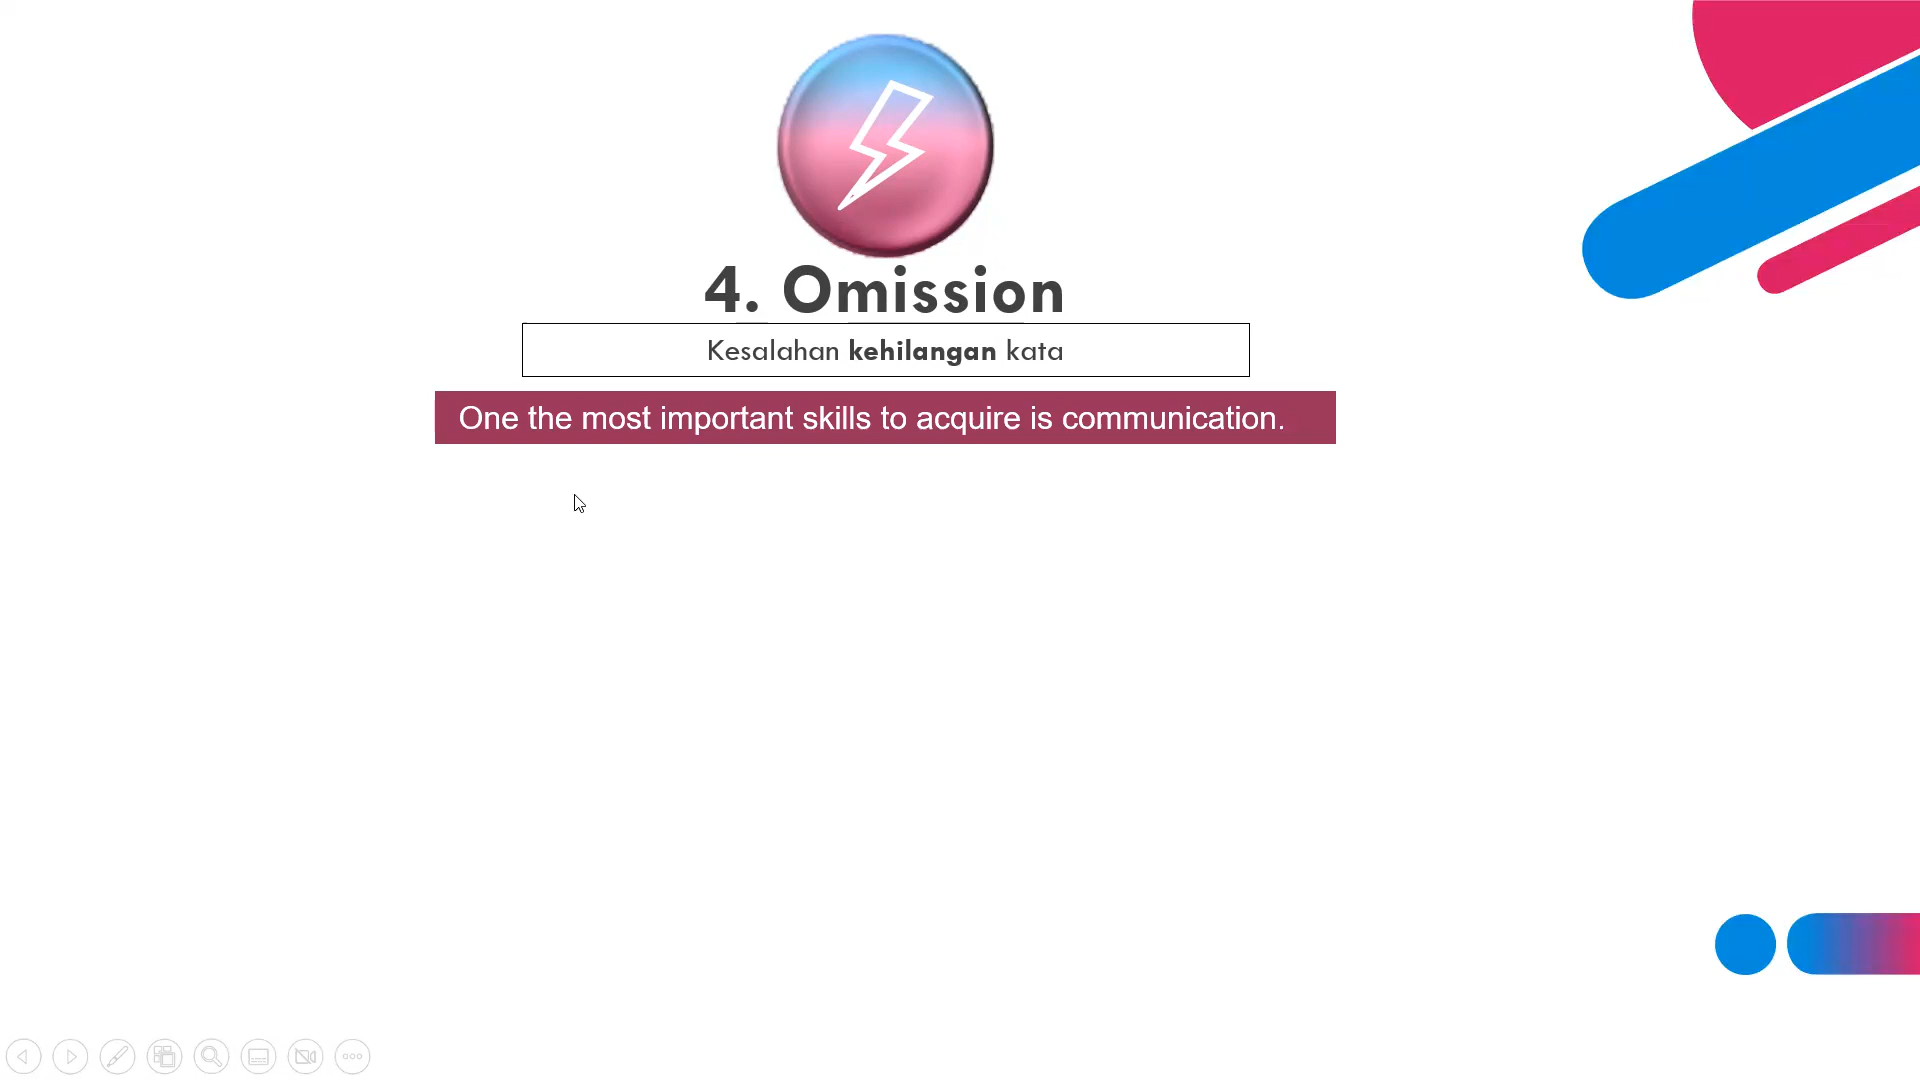 4. Omission
Kesalahan kehilangan kata
One the most important skills to acquire is communication.